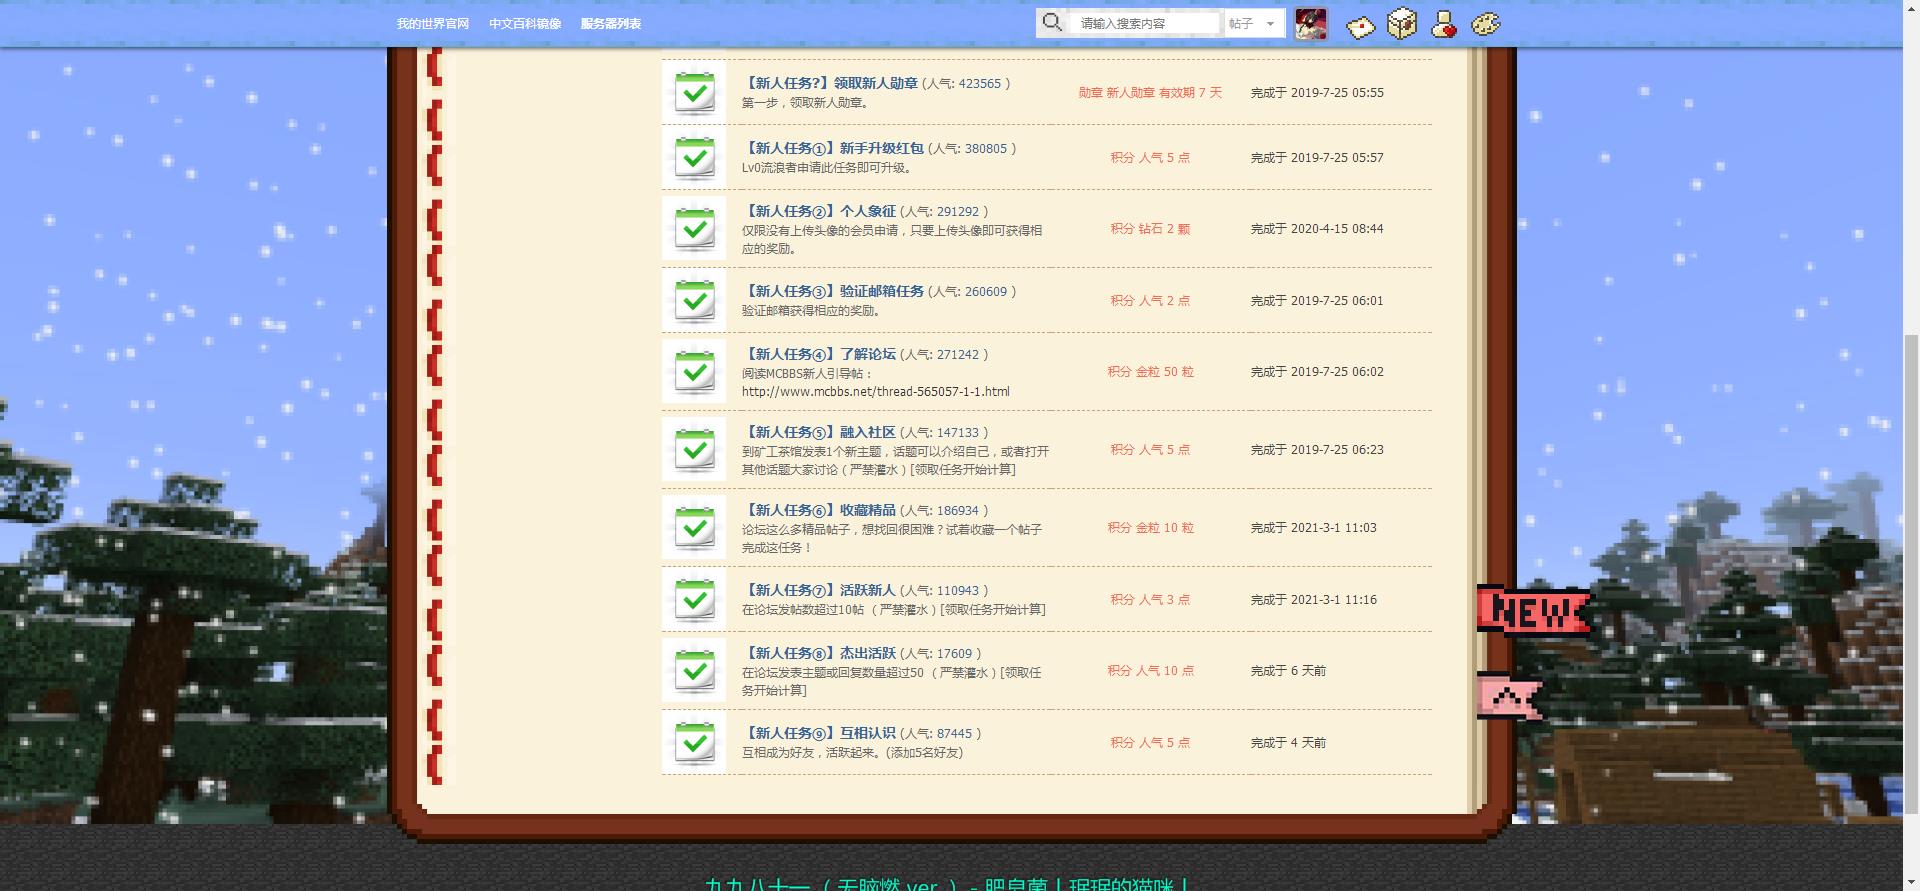 我的世界官网 中文百科镜像 服务器列表 请输入搜索内容 帖子
【新人任务?】领取新人勋章 (人气: 423565 )
第一步，领取新人勋章。
勋章 新人勋章 有效期 7 天
完成于 2019-7-25 05:55
【新人任务①】新手升级红包 (人气: 380805 )
Lv0流浪者申请此任务即可升级。
积分 人气 5 点
完成于 2019-7-25 05:57
【新人任务②】个人象征 (人气: 291292 )
仅限没有上传头像的会员申请，只要上传头像即可获得相
应的奖励。
积分 钻石 2 颗
完成于 2020-4-15 08:44
【新人任务③】验证邮箱任务 (人气: 260609 )
验证邮箱获得相应的奖励。
积分 人气 2 点
完成于 2019-7-25 06:01
【新人任务④】了解论坛 (人气: 271242 )
阅读MCBBS新人引导帖：
http://www.mcbbs.net/thread-565057-1-1.html
积分 金粒 50 粒
完成于 2019-7-25 06:02
【新人任务⑤】融入社区 (人气: 147133 )
到矿工茶馆发表1个新主题，话题可以介绍自己，或者打开
其他话题大家讨论（严禁灌水）[领取任务开始计算]
积分 人气 5 点
完成于 2019-7-25 06:23
【新人任务⑥】收藏精品 (人气: 186934 )
论坛这么多精品帖子，想找回很困难？试着收藏一个帖子
完成这任务！
积分 金粒 10 粒
完成于 2021-3-1 11:03
【新人任务⑦】活跃新人 (人气: 110943 )
在论坛发帖数超过10帖 （严禁灌水）[领取任务开始计算]
积分 人气 3 点
完成于 2021-3-1 11:16
NEW
【新人任务⑧】杰出活跃 (人气: 17609 )
在论坛发表主题或回复数量超过50 （严禁灌水）[领取任
务开始计算]
积分 人气 10 点
完成于 6 天前
【新人任务⑨】互相认识 (人气: 87445 )
互相成为好友，活跃起来。(添加5名好友)
积分 人气 5 点
完成于 4 天前
九九八十一 （ 无脑燃 ver. ） - 肥皂菌丨珉珉的猫咪丨